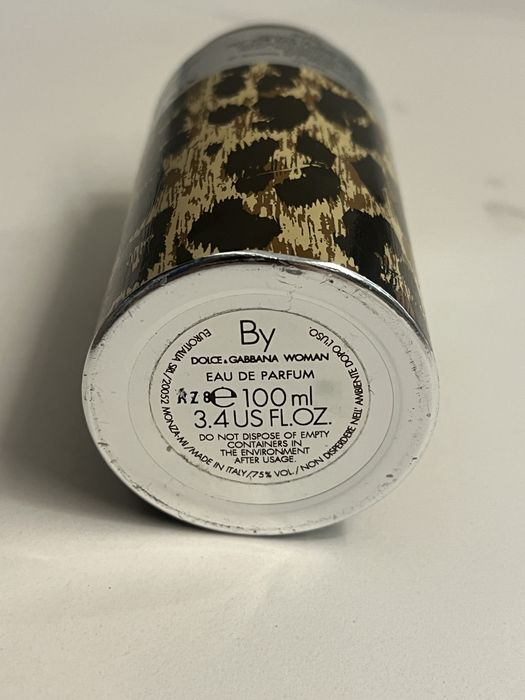 By
DOLCE & GABBANA WOMAN
EAU DE PARFUM
RZ8 e 100 ml
3.4 US FL.OZ.
DO NOT DISPOSE OF EMPTY
CONTAINERS IN
THE ENVIRONMENT
AFTER USAGE.
EUROITALIA SRL/20052 MONZA-MI/MADE IN ITALY/75% VOL./NON DISPERDERE NELL' AMBIENTE DOPO L'USO.